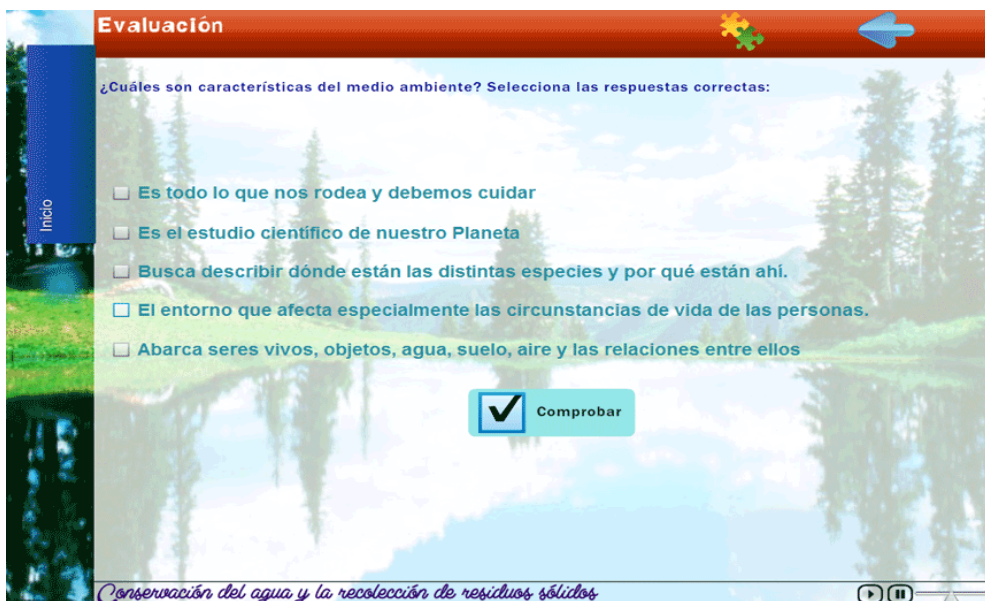 Evaluación
¿Cuáles son características del medio ambiente? Selecciona las respuestas correctas:
Inicio
Es todo lo que nos rodea y debemos cuidar
Es el estudio científico de nuestro Planeta
Busca describir dónde están las distintas especies y por qué están ahí.
El entorno que afecta especialmente las circunstancias de vida de las personas.
Abarca seres vivos, objetos, agua, suelo, aire y las relaciones entre ellos
Comprobar
Conservación del agua y la recolección de residuos sólidos